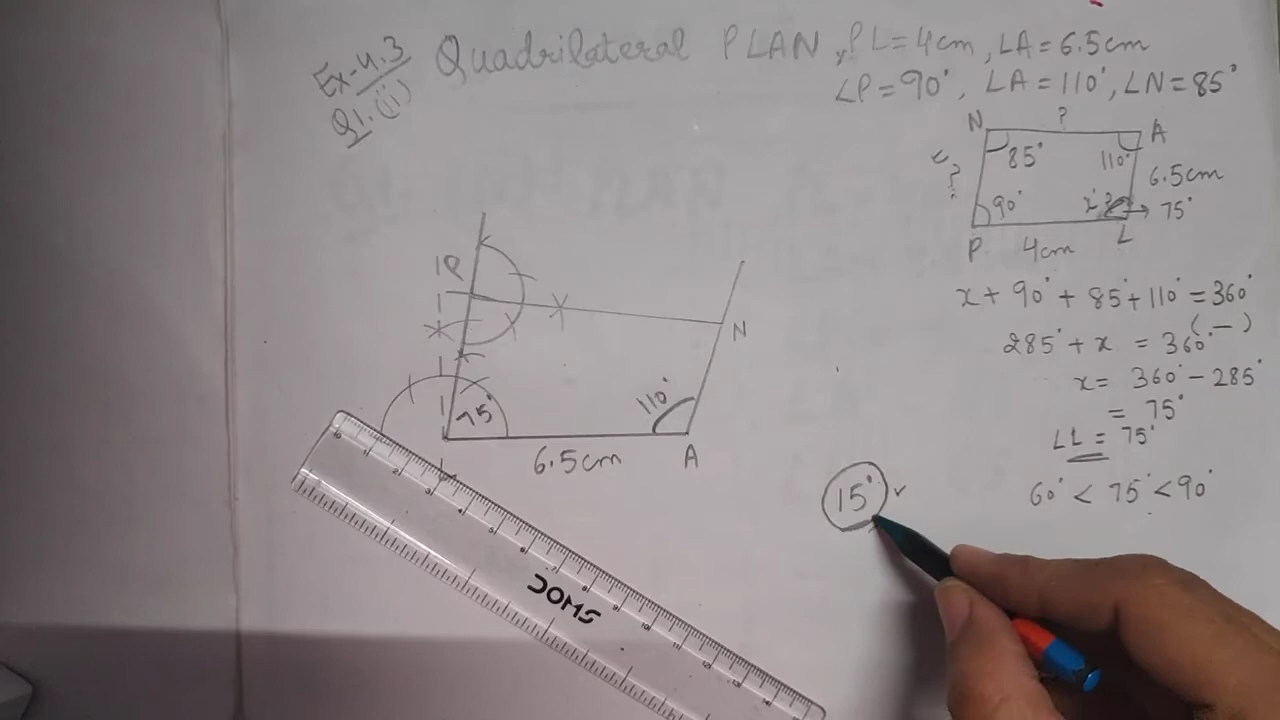 Ex-4.3
Q1.(ii)
Quadrilateral PLAN, PL=4cm, LA=6.5cm
∠P=90°, ∠A=110°, ∠N=85°
N ? A
85° 110°
? 6.5cm
90° x° 75°
P 4cm L
x+90°+85°+110°=360°
285°+x = 360° (-)
x= 360°-285°
= 75°
∠L = 75°
60° < 75° < 90°
15°
P
N
75° 110°
6.5cm A
DOMS